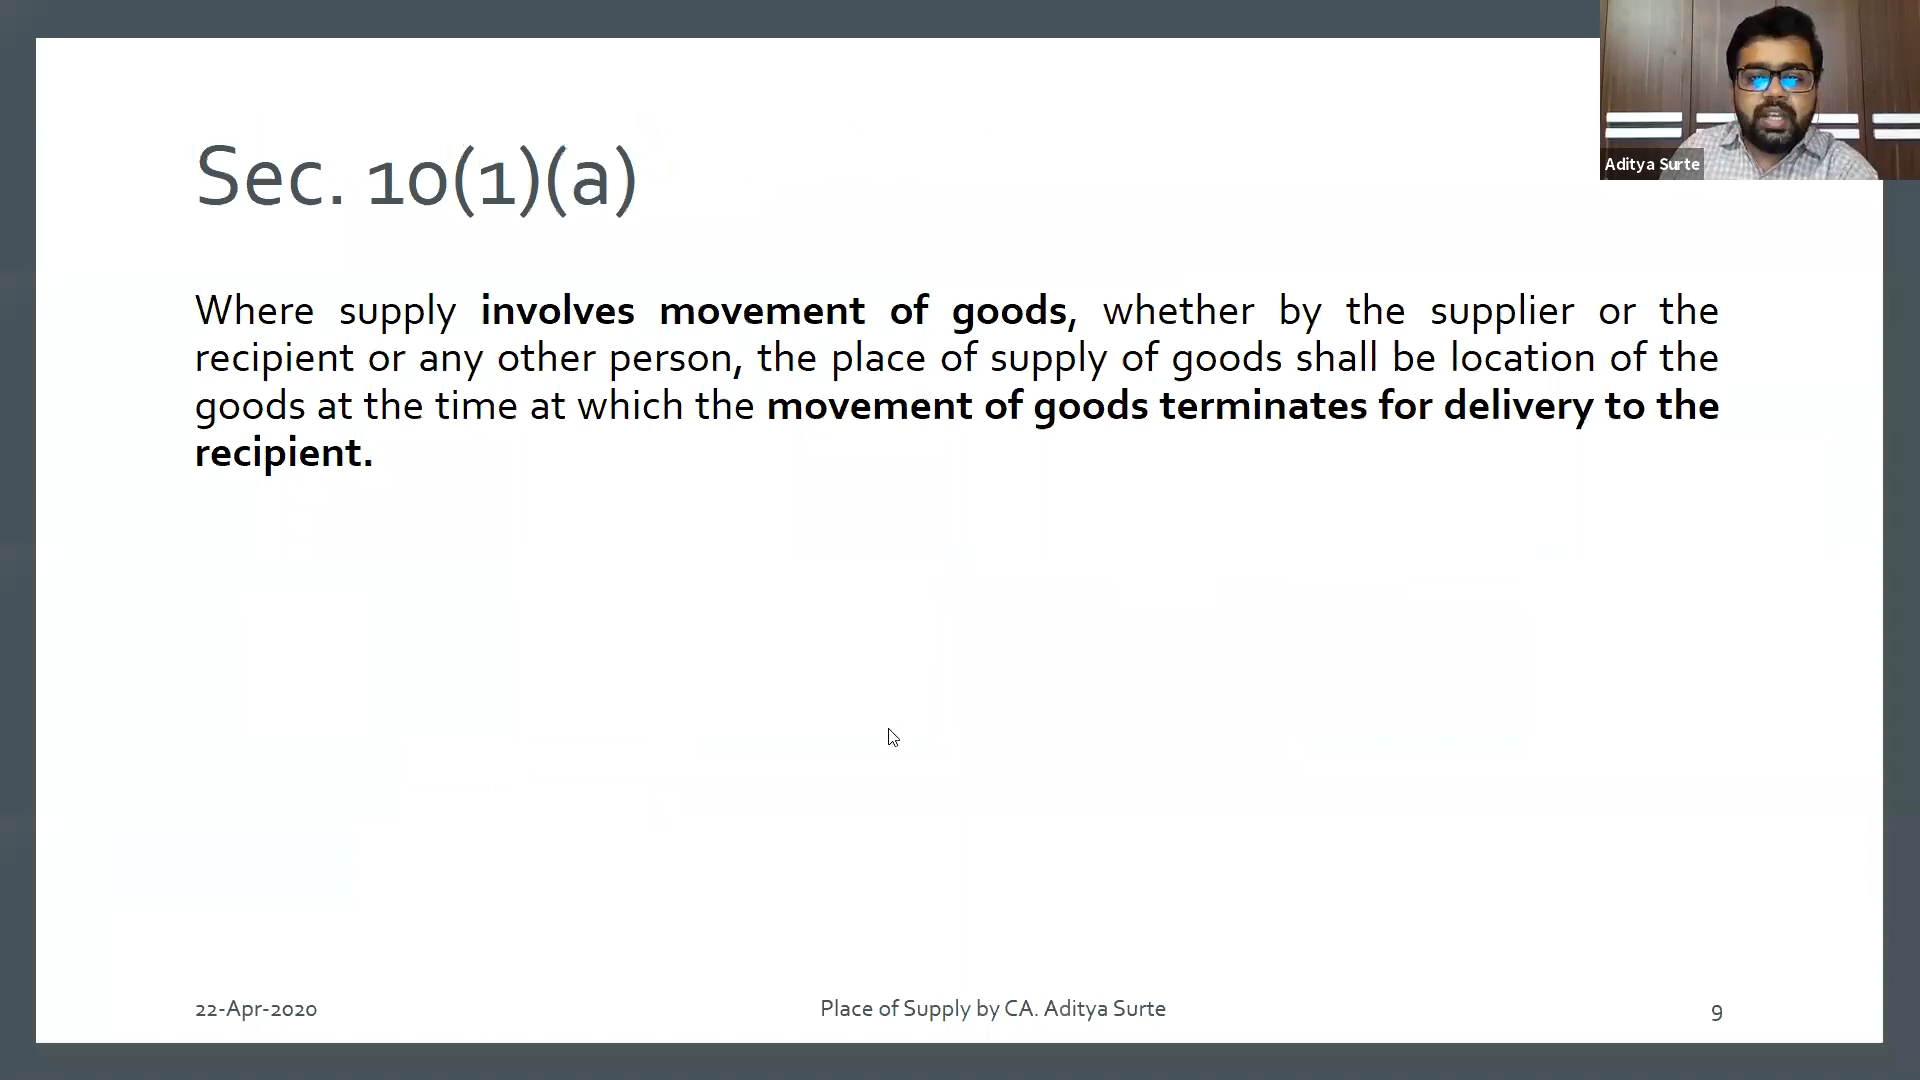 Aditya Surte
Sec. 10(1)(a)
Where supply involves movement of goods, whether by the supplier or the
recipient or any other person, the place of supply of goods shall be location of the
goods at the time at which the movement of goods terminates for delivery to the
recipient.
22-Apr-2020
Place of Supply by CA. Aditya Surte
9